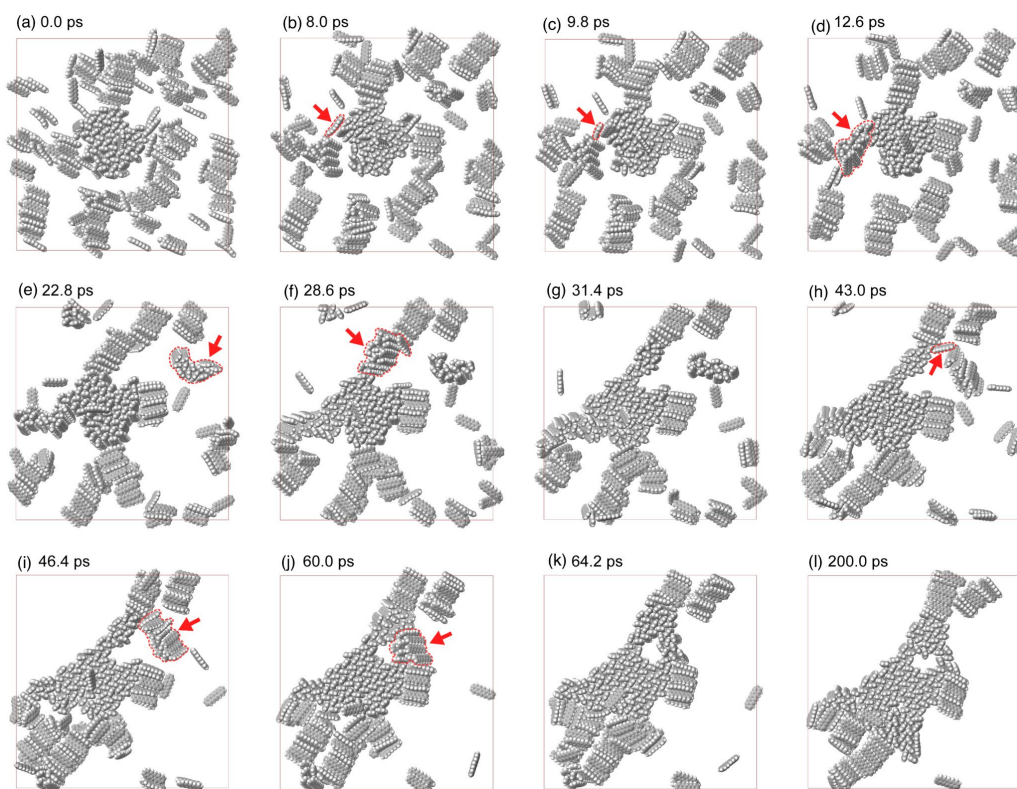 (a) 0.0 ps
(b) 8.0 ps
(c) 9.8 ps
(d) 12.6 ps
(e) 22.8 ps
(f) 28.6 ps
(g) 31.4 ps
(h) 43.0 ps
(i) 46.4 ps
(j) 60.0 ps
(k) 64.2 ps
(l) 200.0 ps